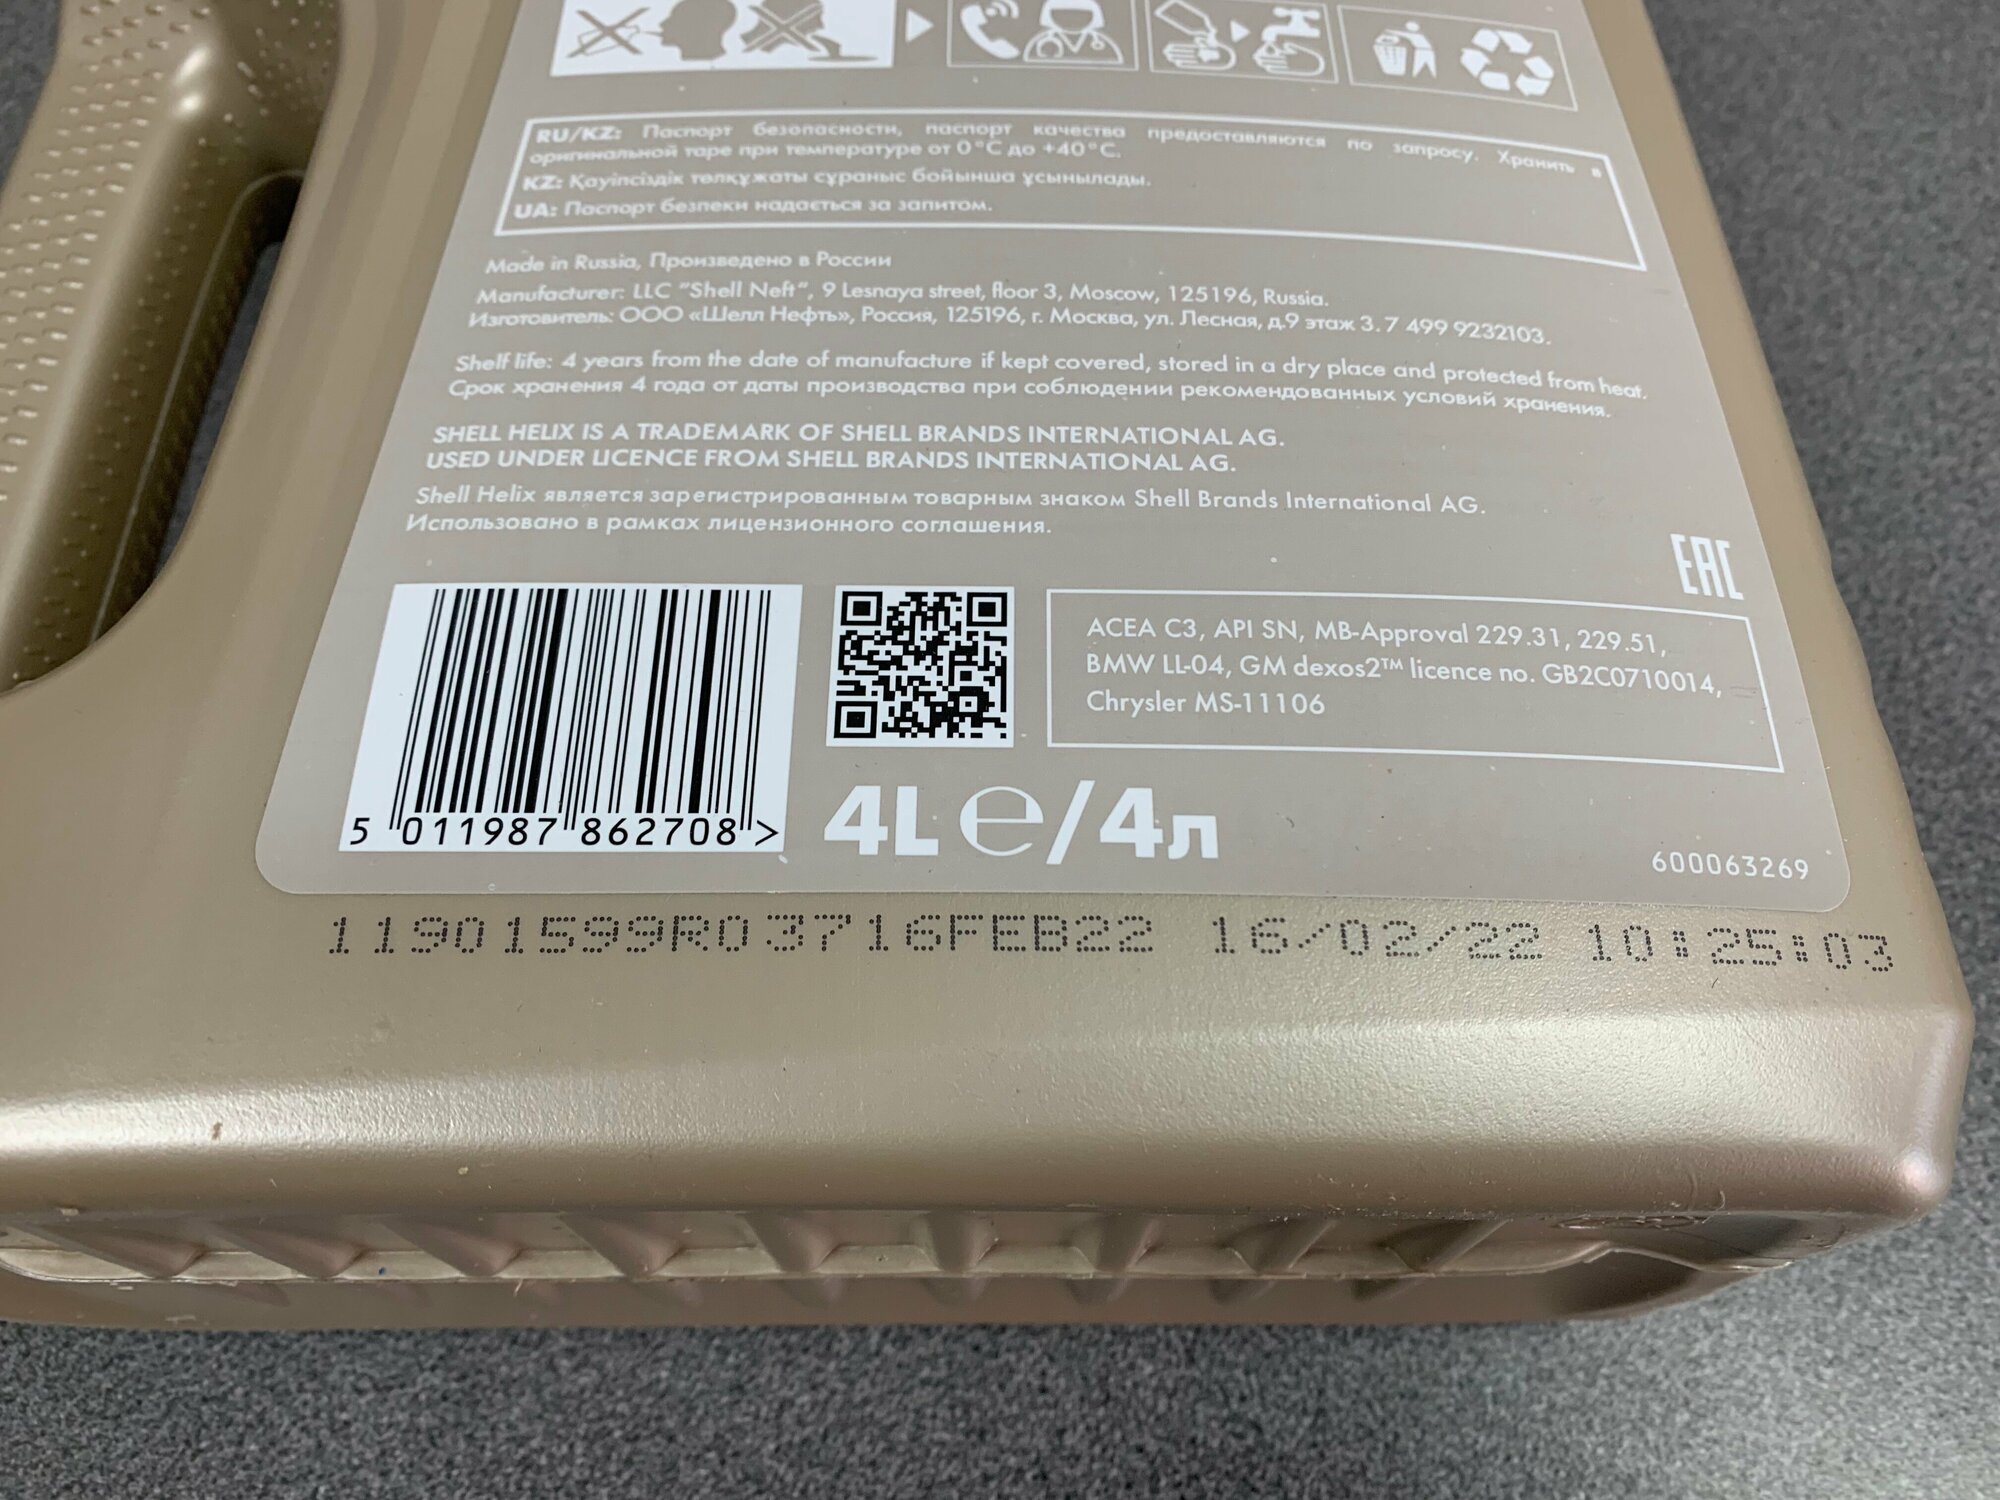 RU/KZ: Паспорт безопасности, паспорт качества предоставляются по запросу. Хранить в
оригинальной таре при температуре от 0°C до +40°C.
KZ: Қауіпсіздік төлқұжаты сұраныс бойынша ұсынылады.
UA: Паспорт безпеки надається за запитом.
Made in Russia, Произведено в России
Manufacturer: LLC "Shell Neft", 9 Lesnaya street, floor 3, Moscow, 125196, Russia.
Изготовитель: ООО «Шелл Нефть», Россия, 125196, г. Москва, ул. Лесная, д.9 этаж 3. 7 499 9232103.
Shelf life: 4 years from the date of manufacture if kept covered, stored in a dry place and protected from heat.
Срок хранения 4 года от даты производства при соблюдении рекомендованных условий хранения.
SHELL HELIX IS A TRADEMARK OF SHELL BRANDS INTERNATIONAL AG.
USED UNDER LICENCE FROM SHELL BRANDS INTERNATIONAL AG.
Shell Helix является зарегистрированным товарным знаком Shell Brands International AG.
Использовано в рамках лицензионного соглашения.
EAC
ACEA C3, API SN, MB-Approval 229.31, 229.51,
BMW LL-04, GM dexos2™ licence no. GB2C0710014,
Chrysler MS-11106
5 011987 862708 >
4L e/4л
600063269
11901599R03716FEB22 16/02/22 10:25:03